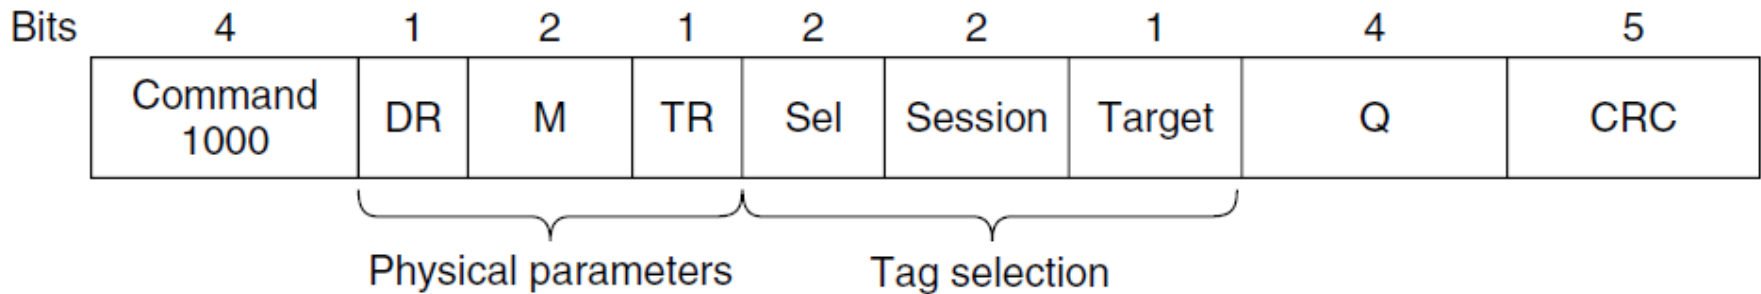 Bits 4 1 2 1 2 2 1 4 5
Command 1000 DR M TR Sel Session Target Q CRC
Physical parameters Tag selection